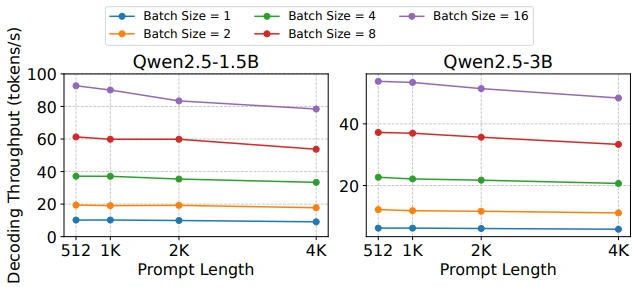 Batch Size = 1 Batch Size = 4 Batch Size = 16
Batch Size = 2 Batch Size = 8
Qwen2.5-1.5B Qwen2.5-3B
Decoding Throughput (tokens/s)
100
80
60
40
20
0
512 1K 2K 4K
Prompt Length
40
20
512 1K 2K 4K
Prompt Length